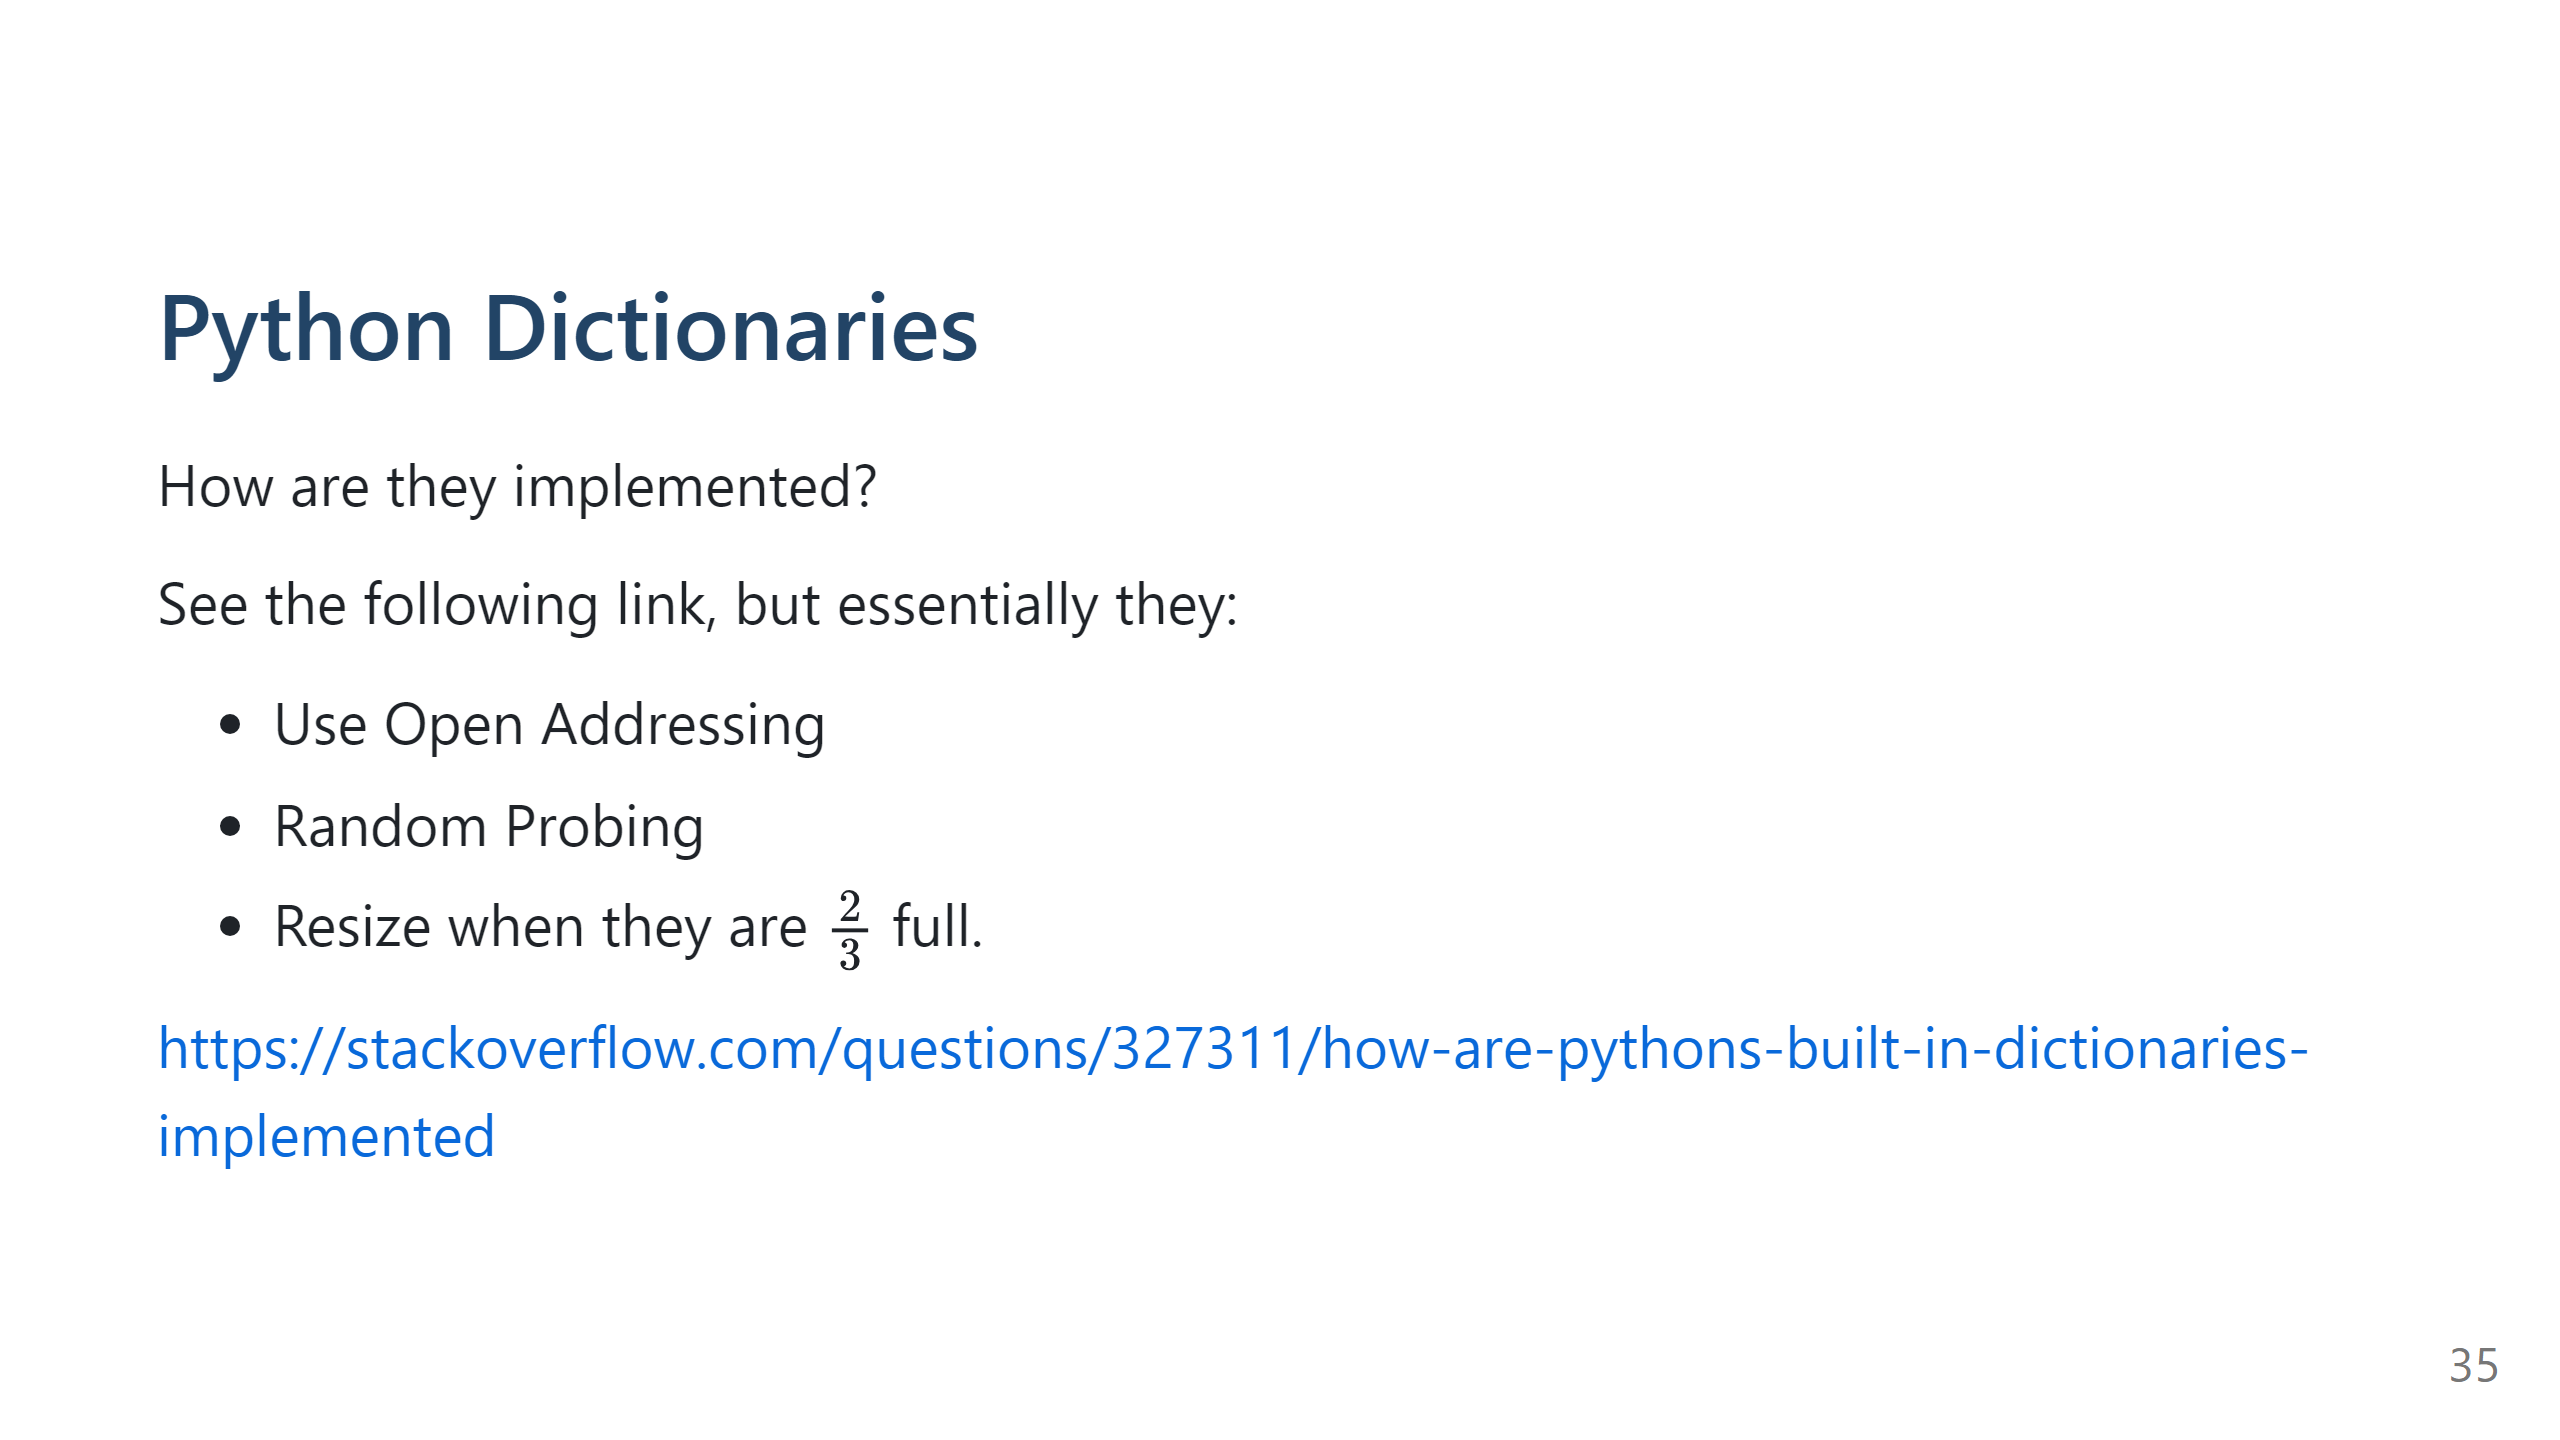 Python Dictionaries
How are they implemented?
See the following link, but essentially they:
• Use Open Addressing
• Random Probing
• Resize when they are 2/3 full.
https://stackoverflow.com/questions/327311/how-are-pythons-built-in-dictionaries-
implemented
35